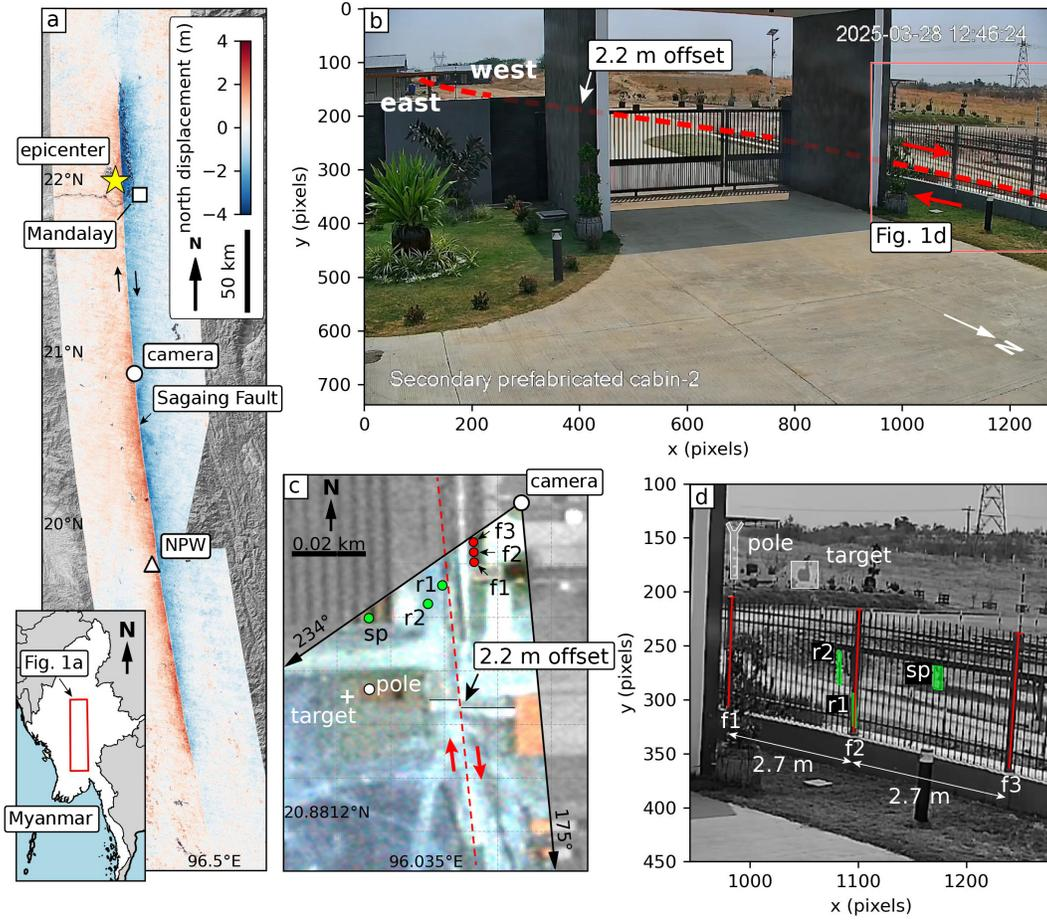 a
north displacement (m)
4
2
0
−2
−4
epicenter
22°N
Mandalay
N
50 km
21°N
camera
Sagaing Fault
20°N
NPW
96.5°E
Fig. 1a
N
Myanmar
b
y (pixels)
0
100
200
300
400
500
600
700
2025-03-28 12:46:24
2.2 m offset
west
east
Fig. 1d
N
Secondary prefabricated cabin-2
0
200
400
600
800
1000
1200
x (pixels)
c
N
camera
0.02 km
f3
f2
f1
r1
r2
sp
234°
2.2 m offset
pole
target
20.8812°N
96.035°E
175°
d
y (pixels)
100
150
200
250
300
350
400
450
pole
target
r2
sp
r1
f1
f2
f3
2.7 m
2.7 m
1000
1100
1200
x (pixels)